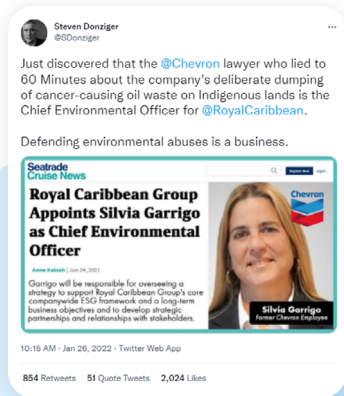 Steven Donziger
@SDonziger
Just discovered that the @Chevron lawyer who lied to
60 Minutes about the company's deliberate dumping
of cancer-causing oil waste on Indigenous lands is the
Chief Environmental Officer for @RoyalCaribbean.
Defending environmental abuses is a business.
Seatrade
Cruise News
Royal Caribbean Group
Appoints Silvia Garrigo
as Chief Environmental
Officer
Anne Kalosh | Jun 24, 2021
Garrigo will be responsible for overseeing a
strategy to support Royal Caribbean Group's core
companywide ESG framework and a long-term
business objectives and to develop strategic
partnerships and relationships with stakeholders.
Chevron
Silvia Garrigo
Former Chevron Employee
10:16 AM · Jan 26, 2022 · Twitter Web App
854 Retweets 51 Quote Tweets 2,024 Likes